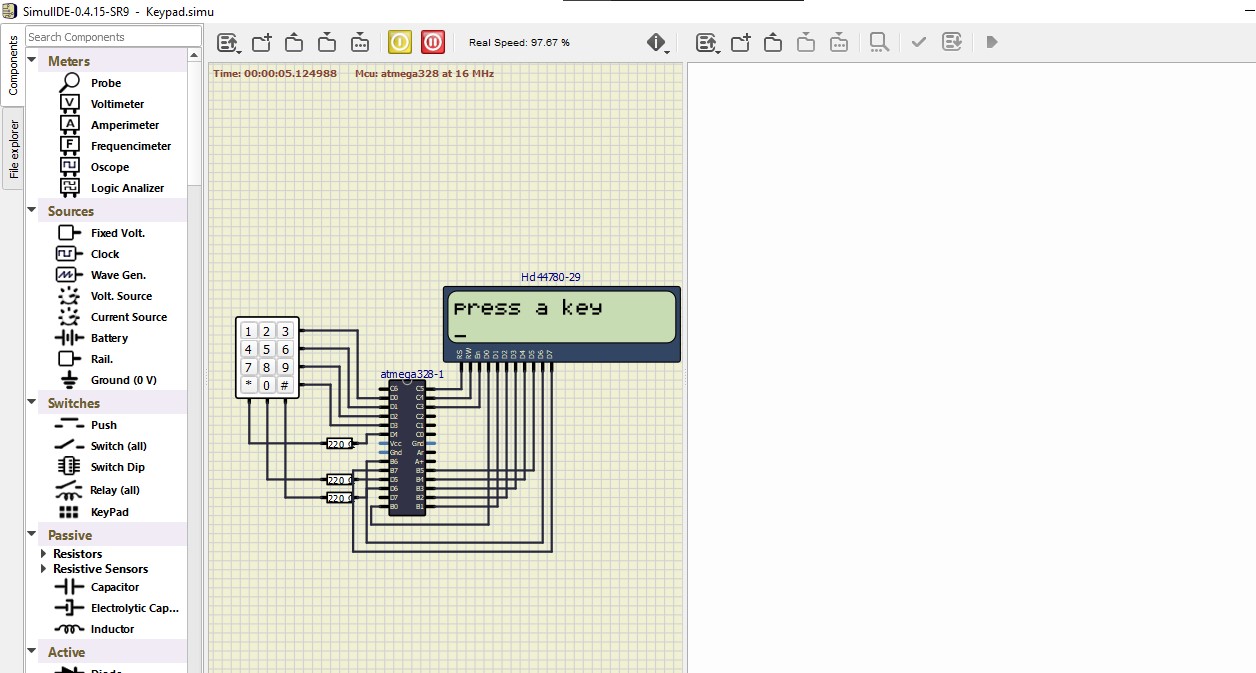 SimulIDE-0.4.15-SR9 - Keypad.simu
Components
File explorer
Search Components
Meters
Probe
Voltimeter
Amperimeter
Frequencimeter
Oscope
Logic Analizer
Sources
Fixed Volt.
Clock
Wave Gen.
Volt. Source
Current Source
Battery
Rail.
Ground (0 V)
Switches
Push
Switch (all)
Switch Dip
Relay (all)
KeyPad
Passive
Resistors
Resistive Sensors
Capacitor
Electrolytic Cap...
Inductor
Active
Real Speed: 97.67 %
Time: 00:00:05.124988 Mcu: atmega328 at 16 MHz
Hd44780-29
press a key
RS RW En D0 D1 D2 D3 D4 D5 D6 D7
1 2 3
4 5 6
7 8 9
* 0 #
atmega328-1
C6 C5
D0 C4
D1 C3
D2 C2
D3 C1
D4 C0
Vcc Gnd
Gnd Ar
B6 A+
B7 B5
D5 B4
D6 B3
D7 B2
B0 B1
220
220
220